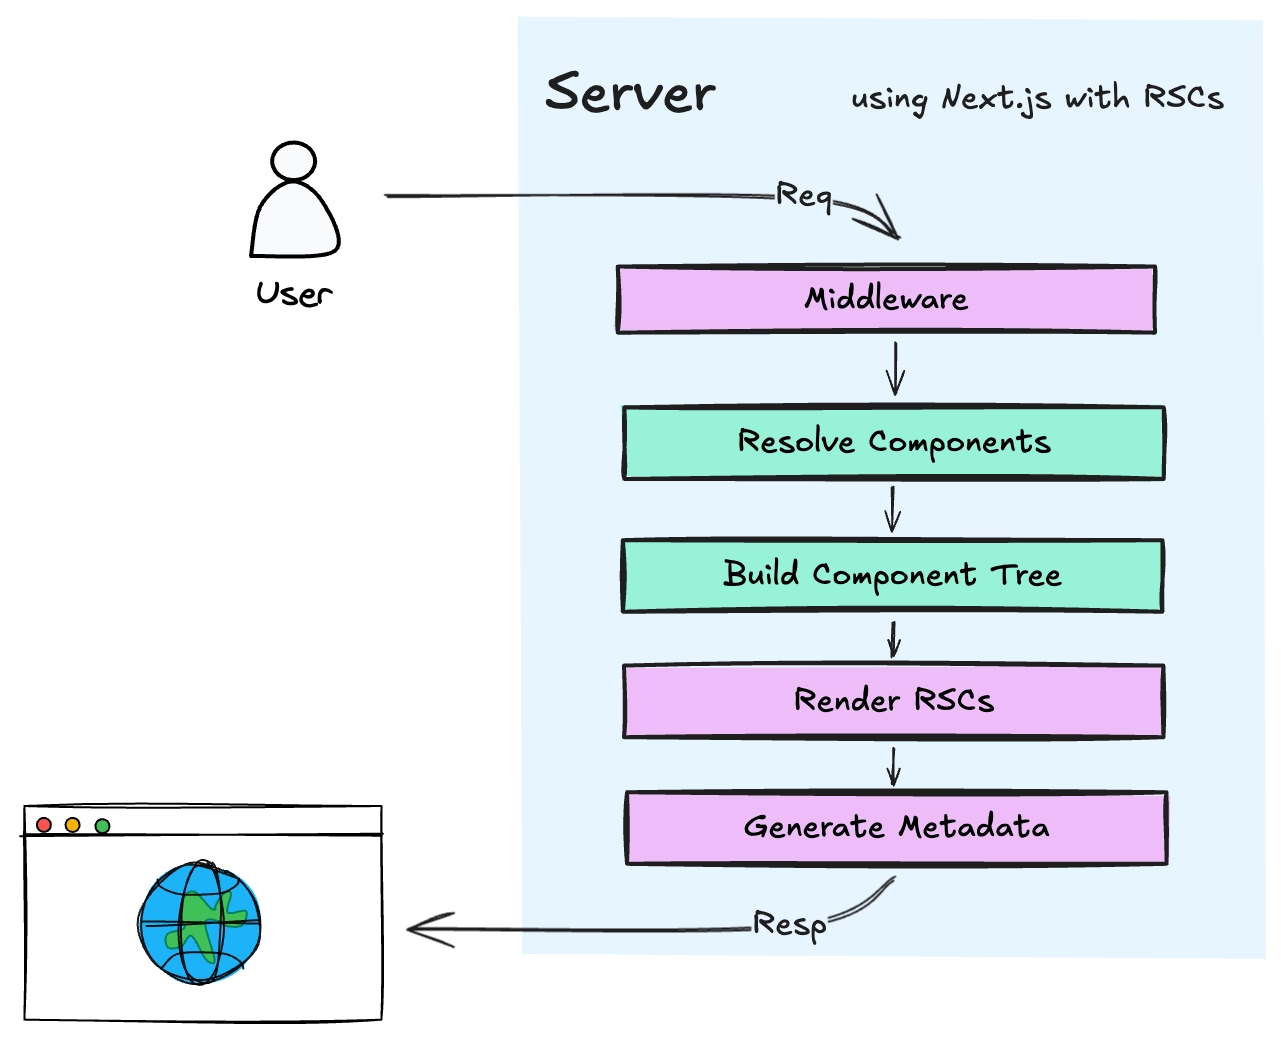 Server
using Next.js with RSCs
Req
User
Middleware
Resolve Components
Build Component Tree
Render RSCs
Generate Metadata
Resp